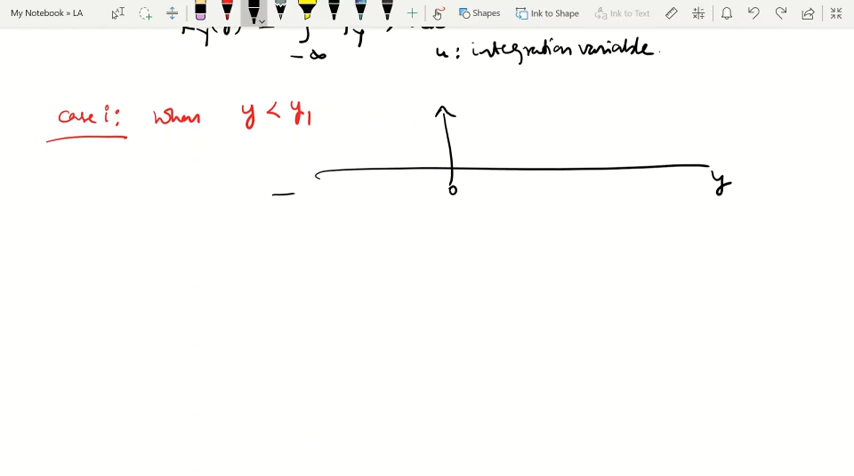 My Notebook » LA
Shapes
Ink to Shape
Ink to Text
-∞
u: integration variable.
case i: when y < y₁
y
0